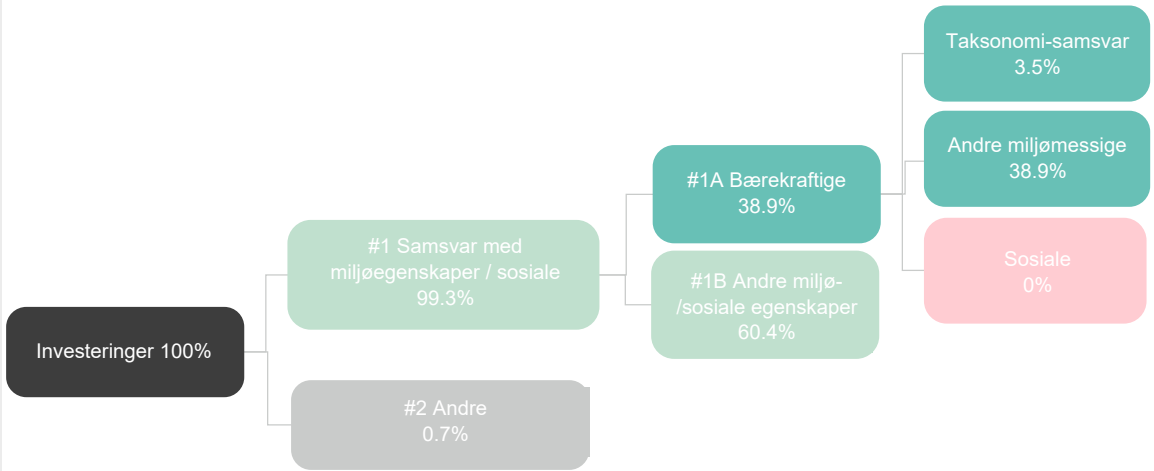 Investeringer 100%
#1 Samsvar med
miljøegenskaper / sosiale
99.3%
#2 Andre
0.7%
#1A Bærekraftige
38.9%
#1B Andre miljø-
/sosiale egenskaper
60.4%
Taksonomi-samsvar
3.5%
Andre miljømessige
38.9%
Sosiale
0%